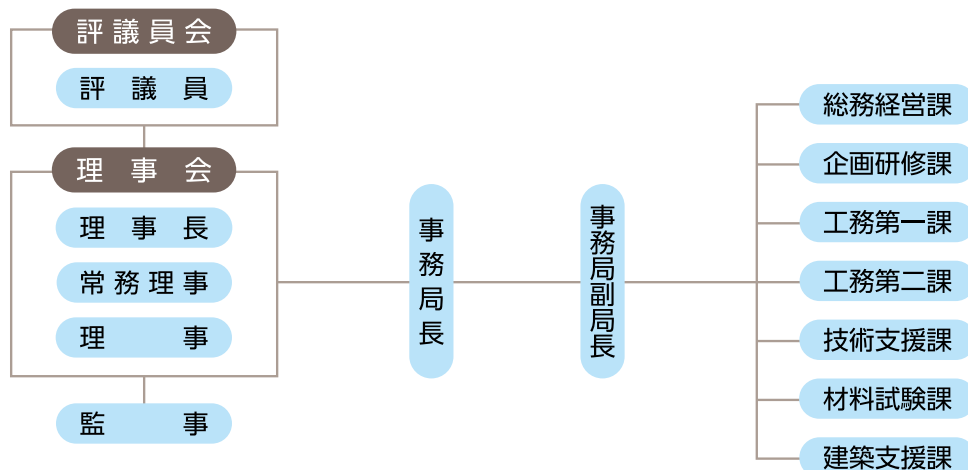 評議員会
評議員
理事会
理事長
常務理事
理事
監事
事務局長
事務局副局長
総務経営課
企画研修課
工務第一課
工務第二課
技術支援課
材料試験課
建築支援課